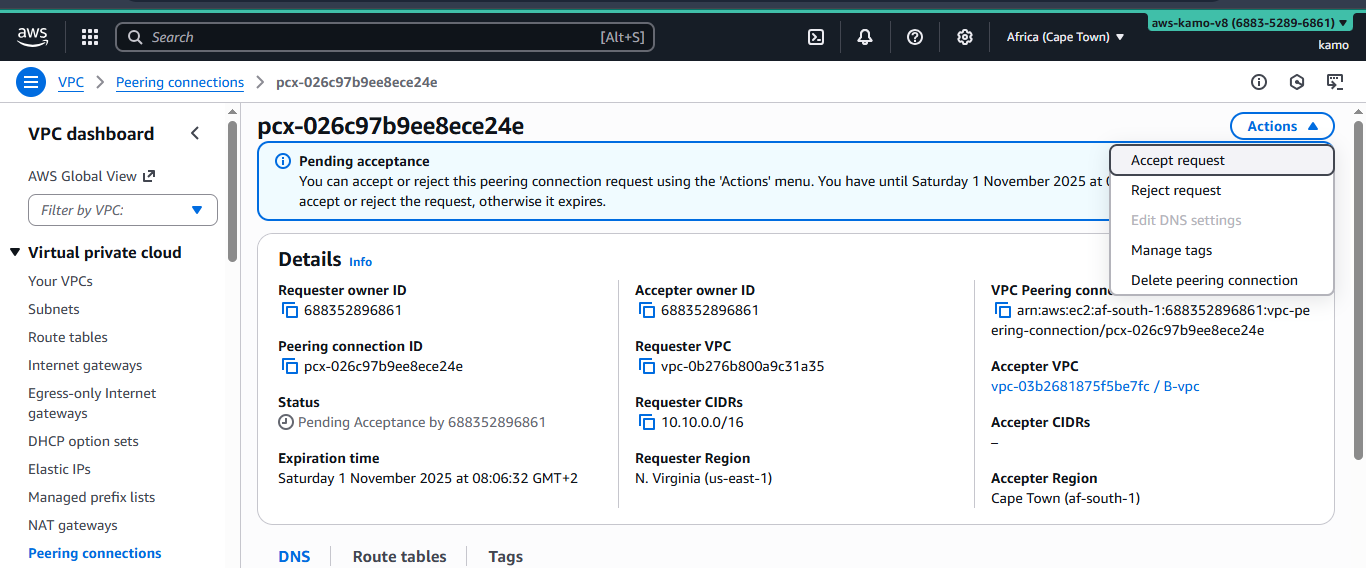 aws
Search
[Alt+S]
Africa (Cape Town)
aws-kamo-v8 (6883-5289-6861)
kamo
VPC
Peering connections
pcx-026c97b9ee8ece24e
VPC dashboard
AWS Global View
Filter by VPC:
Virtual private cloud
Your VPCs
Subnets
Route tables
Internet gateways
Egress-only Internet
gateways
DHCP option sets
Elastic IPs
Managed prefix lists
NAT gateways
Peering connections
pcx-026c97b9ee8ece24e
Actions
Accept request
Reject request
Edit DNS settings
Manage tags
Delete peering connection
Pending acceptance
You can accept or reject this peering connection request using the 'Actions' menu. You have until Saturday 1 November 2025 at
accept or reject the request, otherwise it expires.
Details
Info
Requester owner ID
688352896861
Peering connection ID
pcx-026c97b9ee8ece24e
Status
Pending Acceptance by 688352896861
Expiration time
Saturday 1 November 2025 at 08:06:32 GMT+2
Accepter owner ID
688352896861
Requester VPC
vpc-0b276b800a9c31a35
Requester CIDRs
10.10.0.0/16
Requester Region
N. Virginia (us-east-1)
VPC Peering
arn:aws:ec2:af-south-1:688352896861:vpc-pe
ering-connection/pcx-026c97b9ee8ece24e
Accepter VPC
vpc-03b2681875f5be7fc / B-vpc
Accepter CIDRs
–
Accepter Region
Cape Town (af-south-1)
DNS
Route tables
Tags